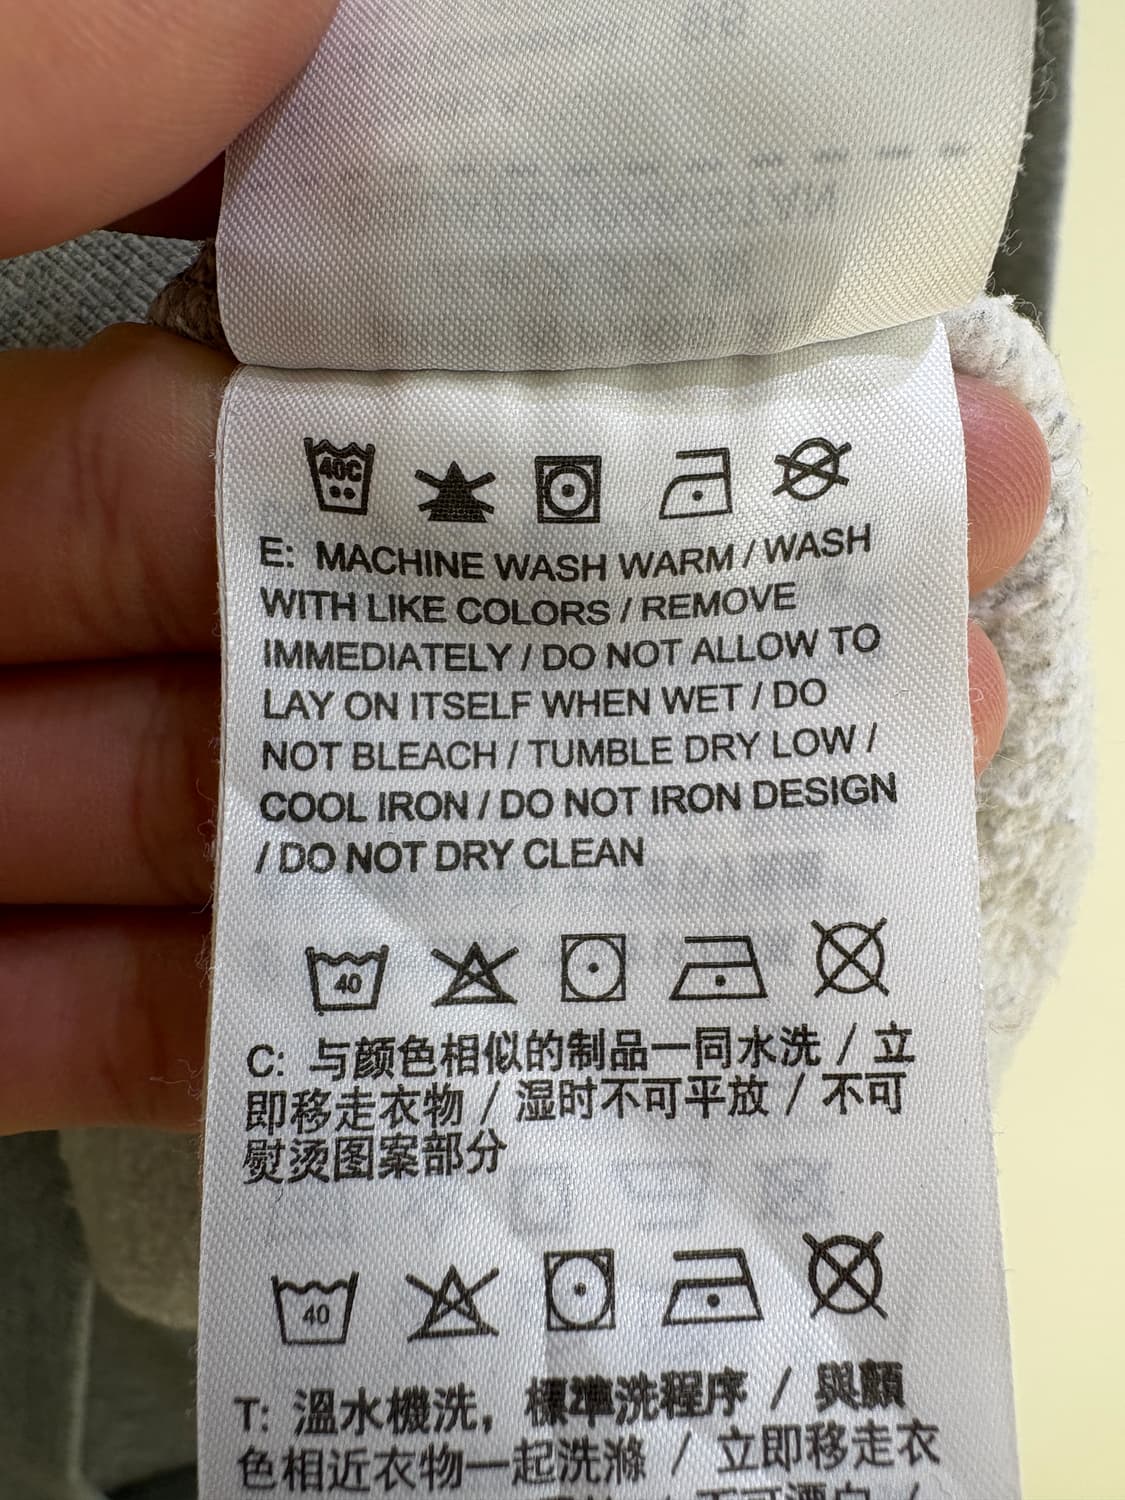 40C
E: MACHINE WASH WARM / WASH
WITH LIKE COLORS / REMOVE
IMMEDIATELY / DO NOT ALLOW TO
LAY ON ITSELF WHEN WET / DO
NOT BLEACH / TUMBLE DRY LOW /
COOL IRON / DO NOT IRON DESIGN
/ DO NOT DRY CLEAN
40
C: 与颜色相似的制品一同水洗 / 立
即移走衣物 / 湿时不可平放 / 不可
熨烫图案部分
40
T: 溫水機洗，標準洗程序 / 與顏
色相近衣物一起洗滌 / 立即移走衣